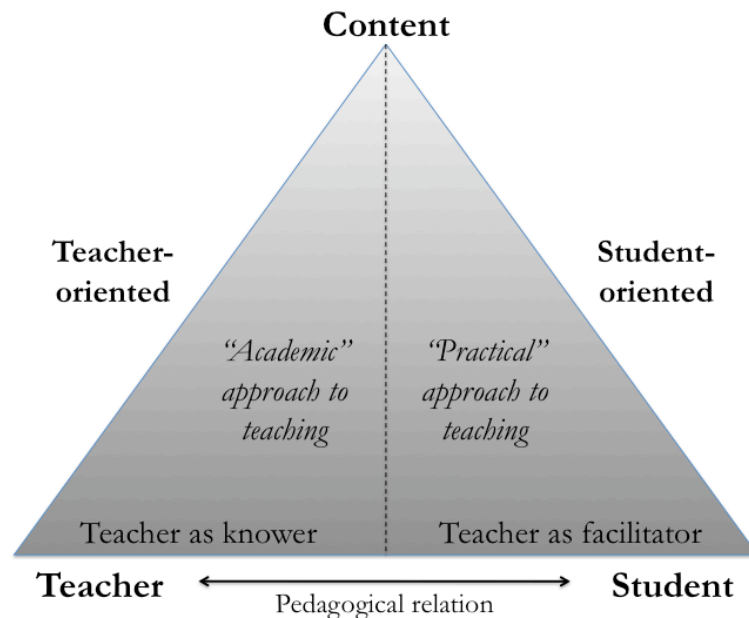 Content
Teacher-
oriented
Student-
oriented
“Academic”
approach to
teaching
“Practical”
approach to
teaching
Teacher as knower
Teacher as facilitator
Teacher
Student
Pedagogical relation